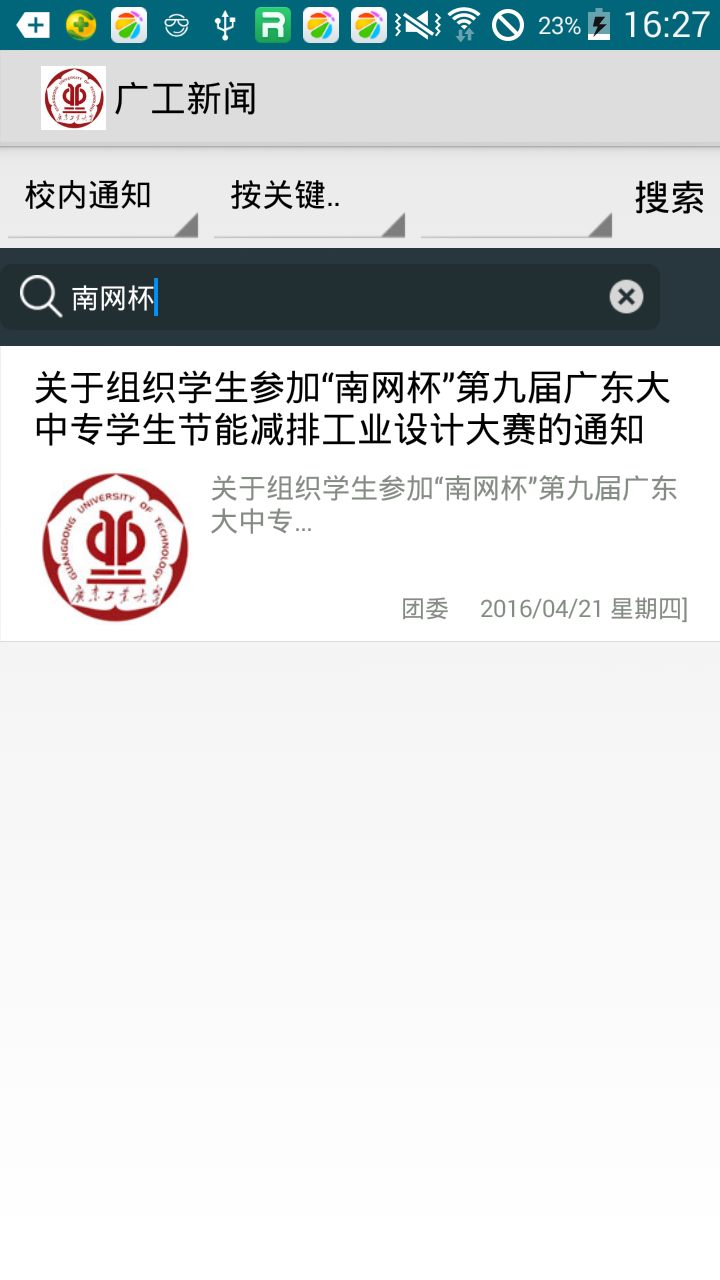 23% 16:27
广工新闻
校内通知 按关键.. 搜索
南网杯
关于组织学生参加“南网杯”第九届广东大
中专学生节能减排工业设计大赛的通知
关于组织学生参加“南网杯”第九届广东
大中专...
GUANGDONG UNIVERSITY OF TECHNOLOGY
广东工业大学
团委 2016/04/21 星期四]